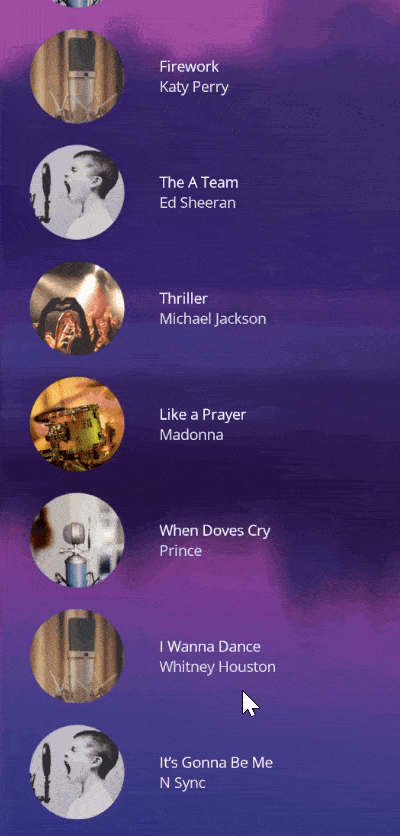 Firework
Katy Perry
The A Team
Ed Sheeran
Thriller
Michael Jackson
Like a Prayer
Madonna
When Doves Cry
Prince
I Wanna Dance
Whitney Houston
It's Gonna Be Me
N Sync